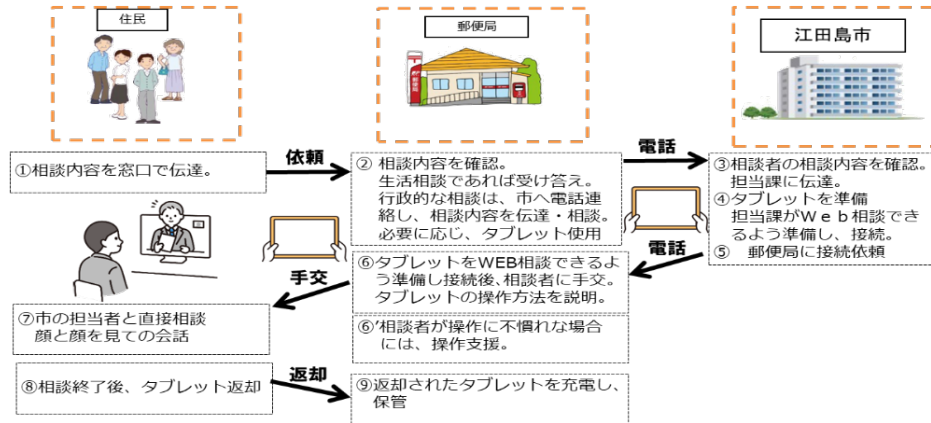 住民
郵便局
江田島市
①相談内容を窓口で伝達。
依頼
② 相談内容を確認。
生活相談であれば受け答え。
行政的な相談は、市へ電話連
絡し、相談内容を伝達・相談。
必要に応じ、タブレット使用
電話
③相談者の相談内容を確認。
担当課に伝達。
④タブレットを準備
担当課がWeb相談でき
るよう準備し、接続。
⑤ 郵便局に接続依頼
電話
⑥タブレットをWEB相談できるよ
う準備し接続後、相談者に手交。
タブレットの操作方法を説明。
⑥’相談者が操作に不慣れな場合
には、操作支援。
手交
⑦市の担当者と直接相談
顔と顔を見ての会話
⑧相談終了後、タブレット返却
返却
⑨返却されたタブレットを充電し、
保管